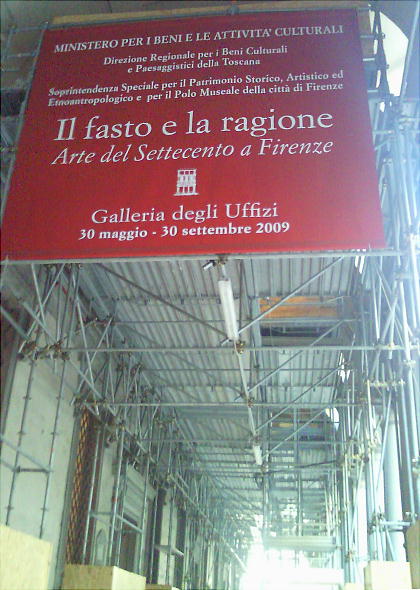 MINISTERO PER I BENI E LE ATTIVITA' CULTURALI
Direzione Regionale per i Beni Culturali
e Paesaggistici della Toscana
Soprintendenza Speciale per il Patrimonio Storico, Artistico ed
Etnoantropologico e per il Polo Museale della città di Firenze
Il fasto e la ragione
Arte del Settecento a Firenze
Galleria degli Uffizi
30 maggio - 30 settembre 2009